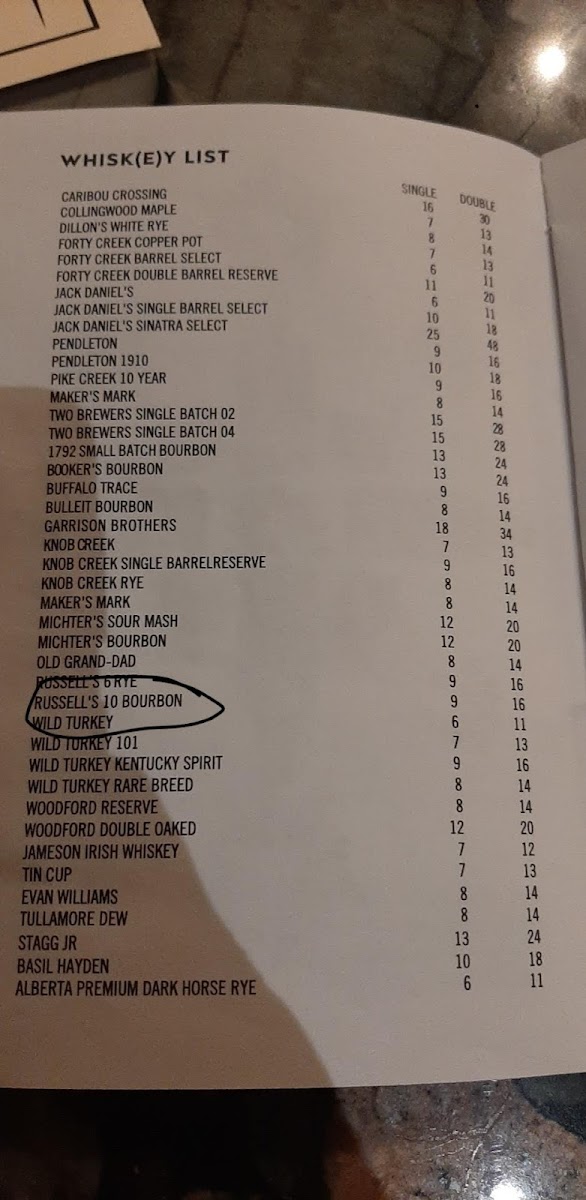 WHISK(E)Y LIST
SINGLE DOUBLE
CARIBOU CROSSING 16 30
COLLINGWOOD MAPLE 7 13
DILLON'S WHITE RYE 8 14
FORTY CREEK COPPER POT 7 13
FORTY CREEK BARREL SELECT 6 11
FORTY CREEK DOUBLE BARREL RESERVE 11 20
JACK DANIEL'S 6 11
JACK DANIEL'S SINGLE BARREL SELECT 10 18
JACK DANIEL'S SINATRA SELECT 25 48
PENDLETON 9 16
PENDLETON 1910 10 18
PIKE CREEK 10 YEAR 9 16
MAKER'S MARK 8 14
TWO BREWERS SINGLE BATCH 02 15 28
TWO BREWERS SINGLE BATCH 04 15 28
1792 SMALL BATCH BOURBON 13 24
BOOKER'S BOURBON 13 24
BUFFALO TRACE 9 16
BULLEIT BOURBON 8 14
GARRISON BROTHERS 18 34
KNOB CREEK 7 13
KNOB CREEK SINGLE BARRELRESERVE 9 16
KNOB CREEK RYE 8 14
MAKER'S MARK 8 14
MICHTER'S SOUR MASH 12 20
MICHTER'S BOURBON 12 20
OLD GRAND-DAD 8 14
RUSSELL'S 6 RYE 9 16
RUSSELL'S 10 BOURBON 9 16
WILD TURKEY 6 11
WILD TURKEY 101 7 13
WILD TURKEY KENTUCKY SPIRIT 9 16
WILD TURKEY RARE BREED 8 14
WOODFORD RESERVE 8 14
WOODFORD DOUBLE OAKED 12 20
JAMESON IRISH WHISKEY 7 12
TIN CUP 7 13
EVAN WILLIAMS 8 14
TULLAMORE DEW 8 14
STAGG JR 13 24
BASIL HAYDEN 10 18
ALBERTA PREMIUM DARK HORSE RYE 6 11